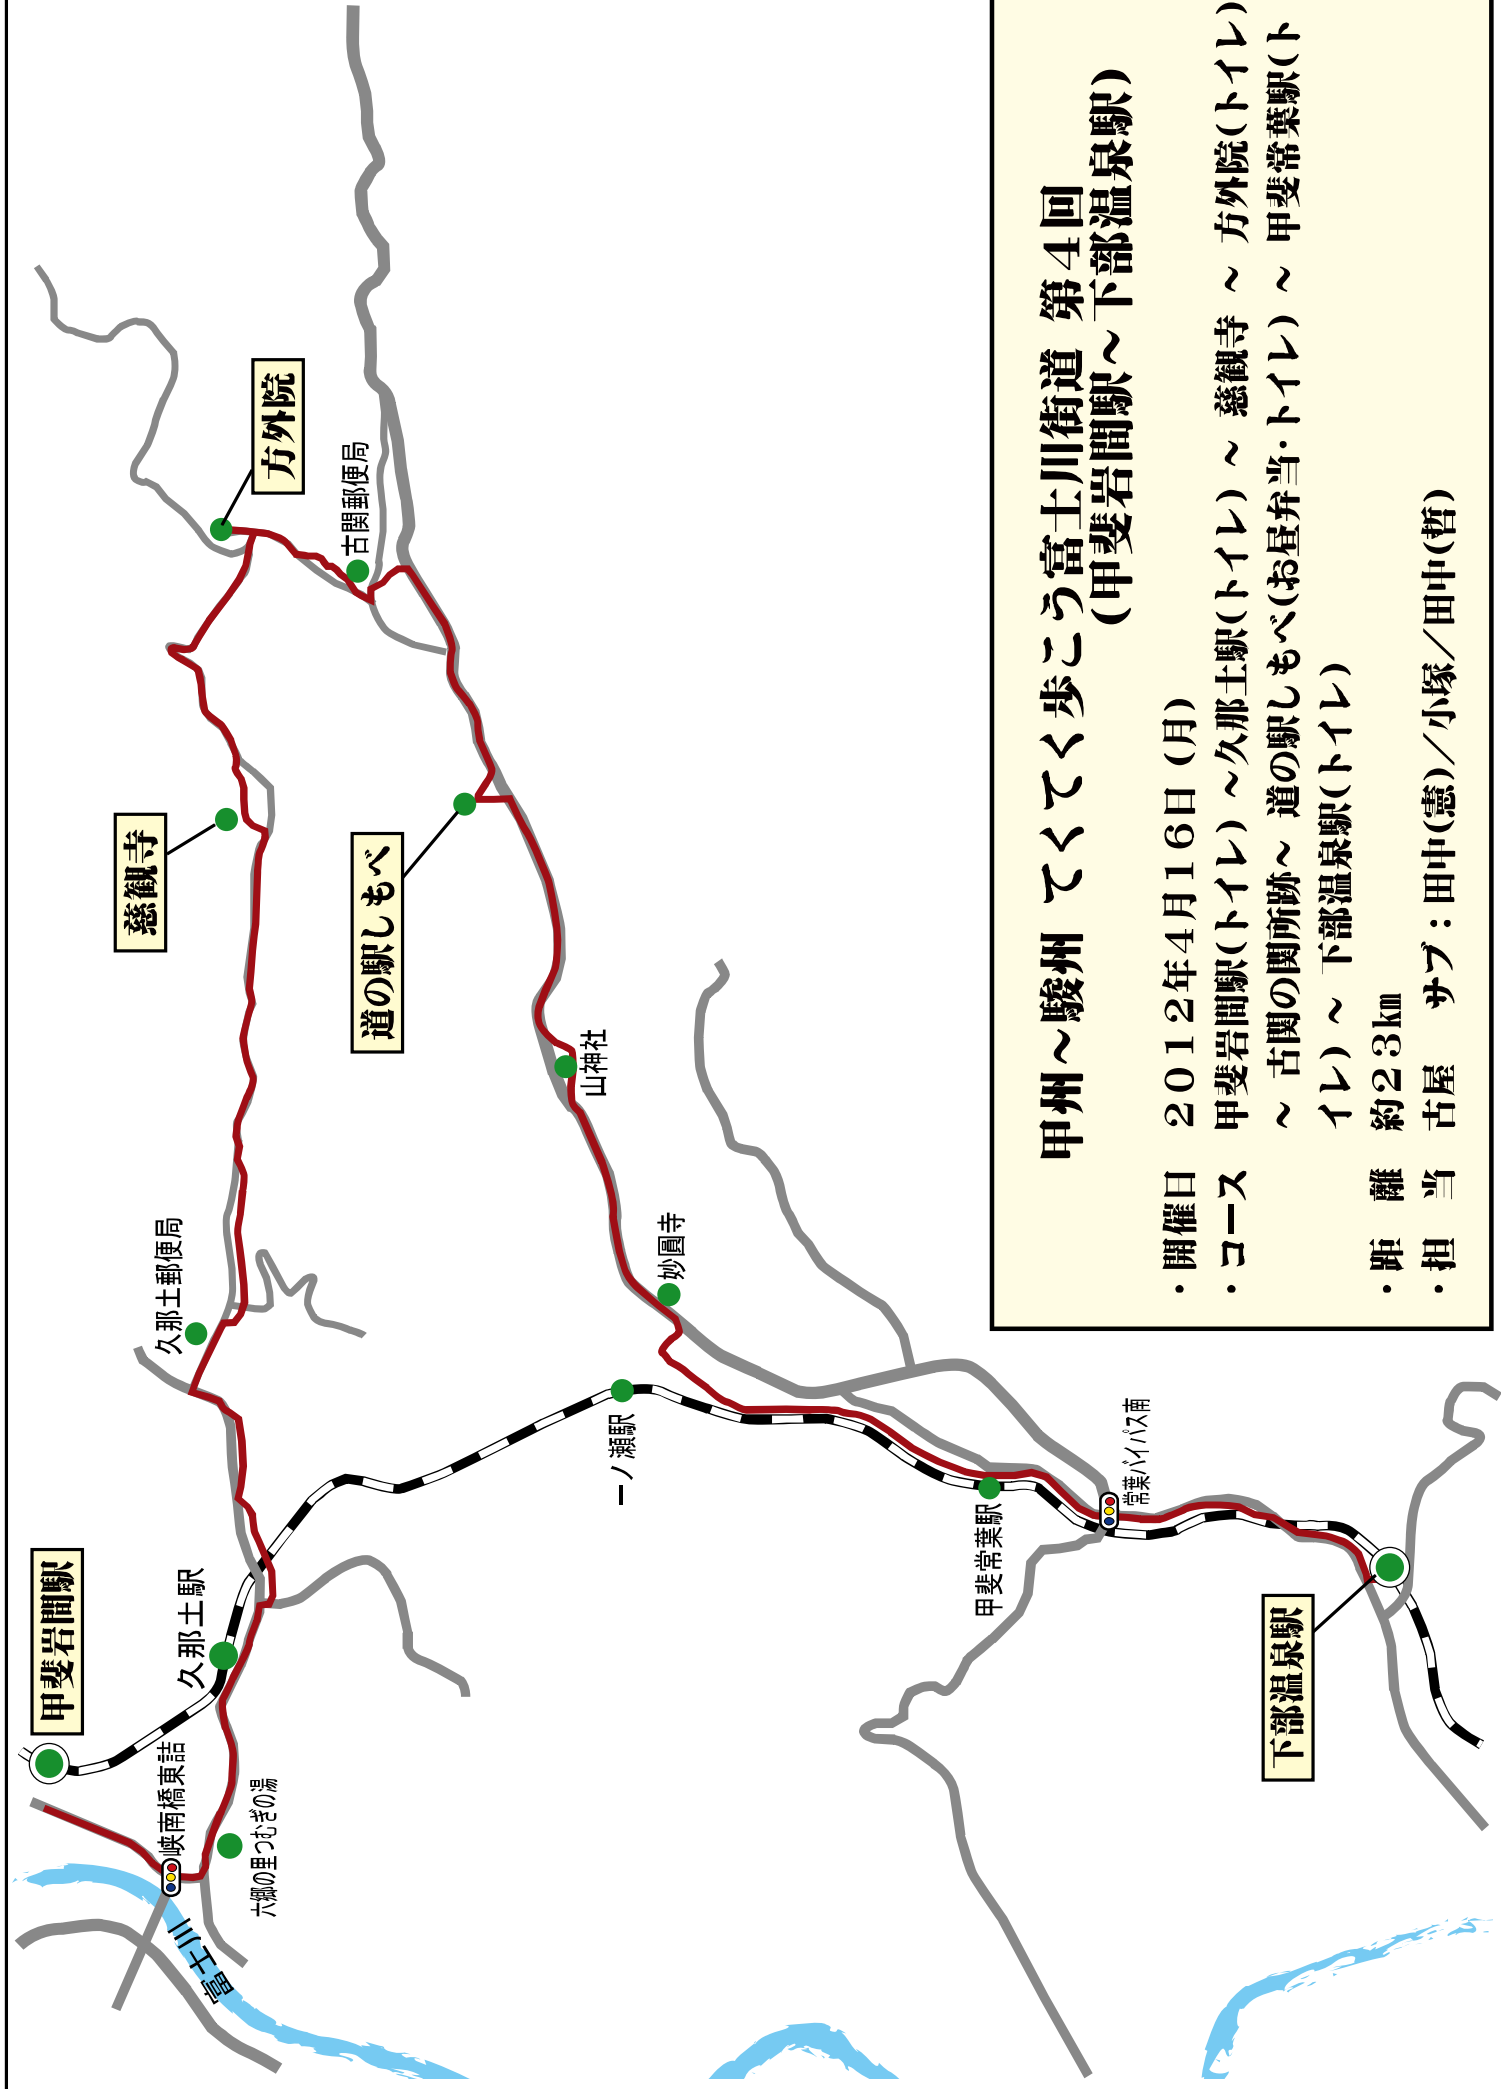 甲州～駿州 てくてく歩こう富士川街道 第４回
(甲斐岩間駅～下部温泉駅)
・開催日 ２０１２年４月１６日 (月)
・コース 甲斐岩間駅(トイレ) ～久那土駅(トイレ) ～ 慈観寺 ～ 方外院(トイレ)
～ 古関の関所跡～ 道の駅しもべ(お昼弁当・トイレ) ～ 甲斐常葉駅(ト
イレ) ～ 下部温泉駅(トイレ)
・距 離 約２３㎞
・担 当 古屋 サブ：田中(憲)／小塚／田中(哲)
甲斐岩間駅
久那土駅
峡南橋東詰
六郷の里つむぎの湯
富士川
久那土郵便局
慈観寺
方外院
古関郵便局
道の駅しもべ
山神社
妙圓寺
一ノ瀬駅
甲斐常葉駅
常葉バイパス南
下部温泉駅